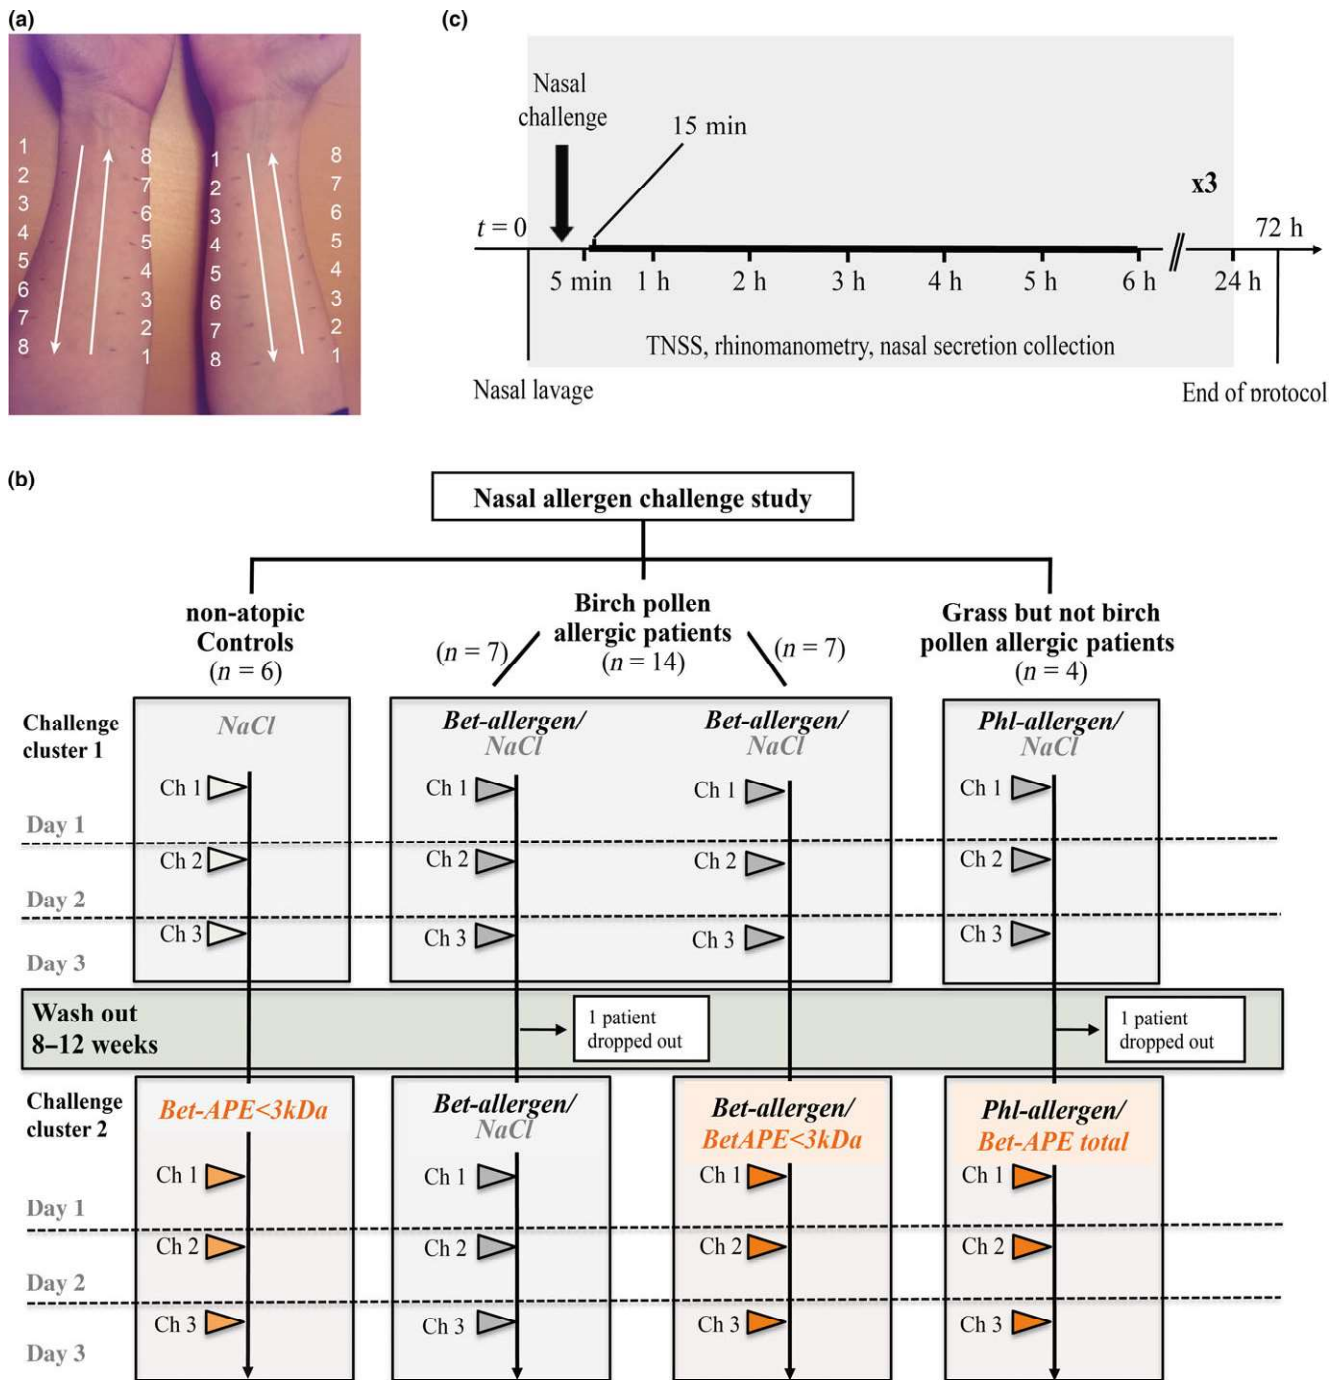 (a)
1
2
3
4
5
6
7
8
8
7
6
5
4
3
2
1
1
2
3
4
5
6
7
8
8
7
6
5
4
3
2
1
(c)
Nasal
challenge
15 min
x3
t = 0
72 h
5 min 1 h 2 h 3 h 4 h 5 h 6 h 24 h
TNSS, rhinomanometry, nasal secretion collection
Nasal lavage
End of protocol
(b)
Nasal allergen challenge study
non-atopic
Controls
(n = 6)
Birch pollen
allergic patients
(n = 14)
(n = 7)
(n = 7)
Grass but not birch
pollen allergic patients
(n = 4)
Challenge
cluster 1
NaCl
Bet-allergen/
NaCl
Bet-allergen/
NaCl
Phl-allergen/
NaCl
Ch 1 Ch 1 Ch 1 Ch 1
Day 1
Ch 2 Ch 2 Ch 2 Ch 2
Day 2
Ch 3 Ch 3 Ch 3 Ch 3
Day 3
Wash out
8–12 weeks
1 patient
dropped out
1 patient
dropped out
Challenge
cluster 2
Bet-APE<3kDa
Bet-allergen/
NaCl
Bet-allergen/
BetAPE<3kDa
Phl-allergen/
Bet-APE total
Ch 1 Ch 1 Ch 1 Ch 1
Day 1
Ch 2 Ch 2 Ch 2 Ch 2
Day 2
Ch 3 Ch 3 Ch 3 Ch 3
Day 3